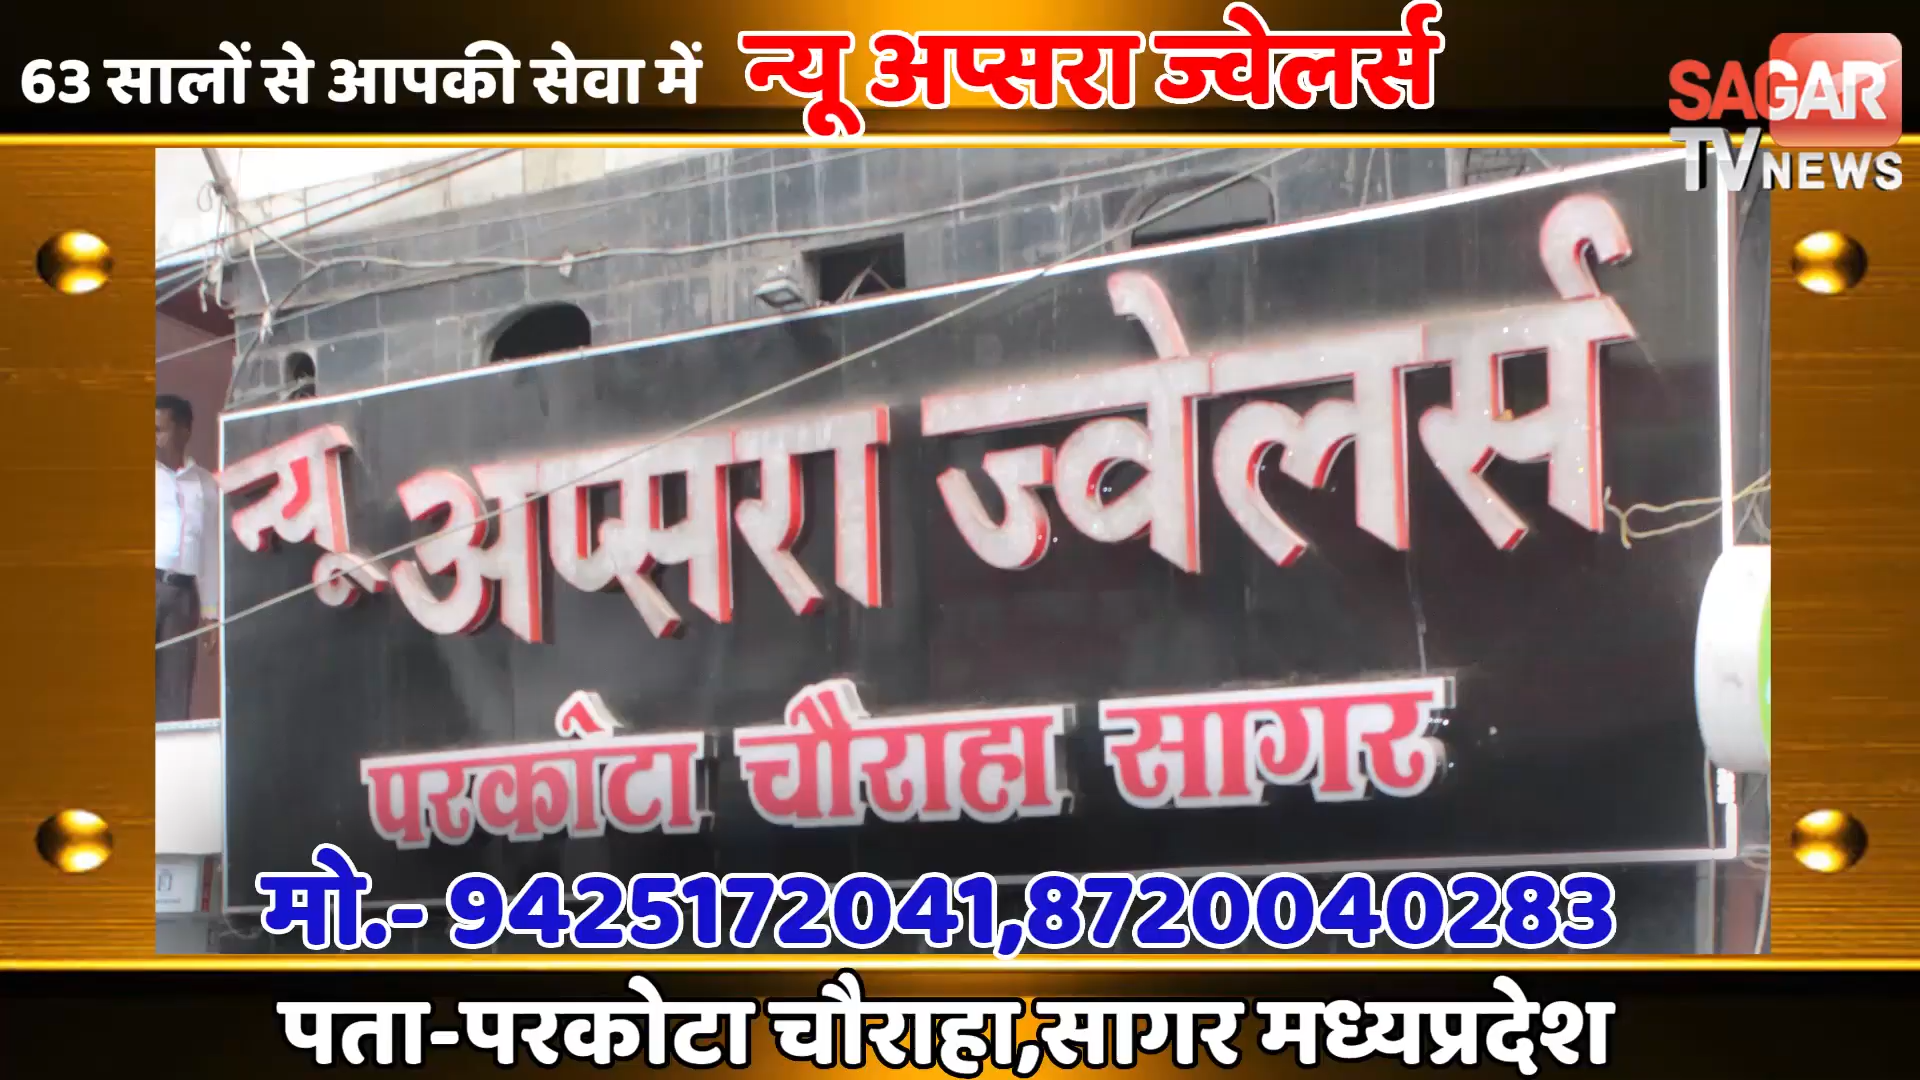 63 सालों से आपकी सेवा में न्यू अप्सरा ज्वेलर्स
SAGAR
TV NEWS
न्यू अप्सरा ज्वेलर्स
परकोटा चौराहा सागर
मो.- 9425172041,8720040283
पता-परकोटा चौराहा,सागर मध्यप्रदेश